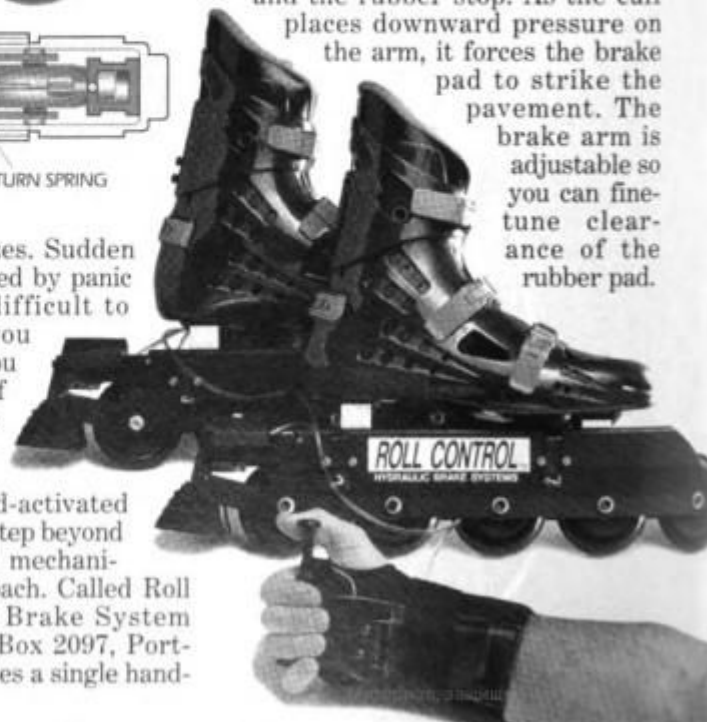 and the rubber stop. As the cuff
places downward pressure on
the arm, it forces the brake
pad to strike the
pavement. The
brake arm is
adjustable so
you can fine-
tune clear-
ance of the
rubber pad.
TURN SPRING
es. Sudden
ed by panic
difficult to
ou
u
f
ROLL CONTROL
HYDRAULIC BRAKE SYSTEMS
d-activated
step beyond
mechani-
ach. Called Roll
Brake System
Box 2097, Port-
es a single hand-